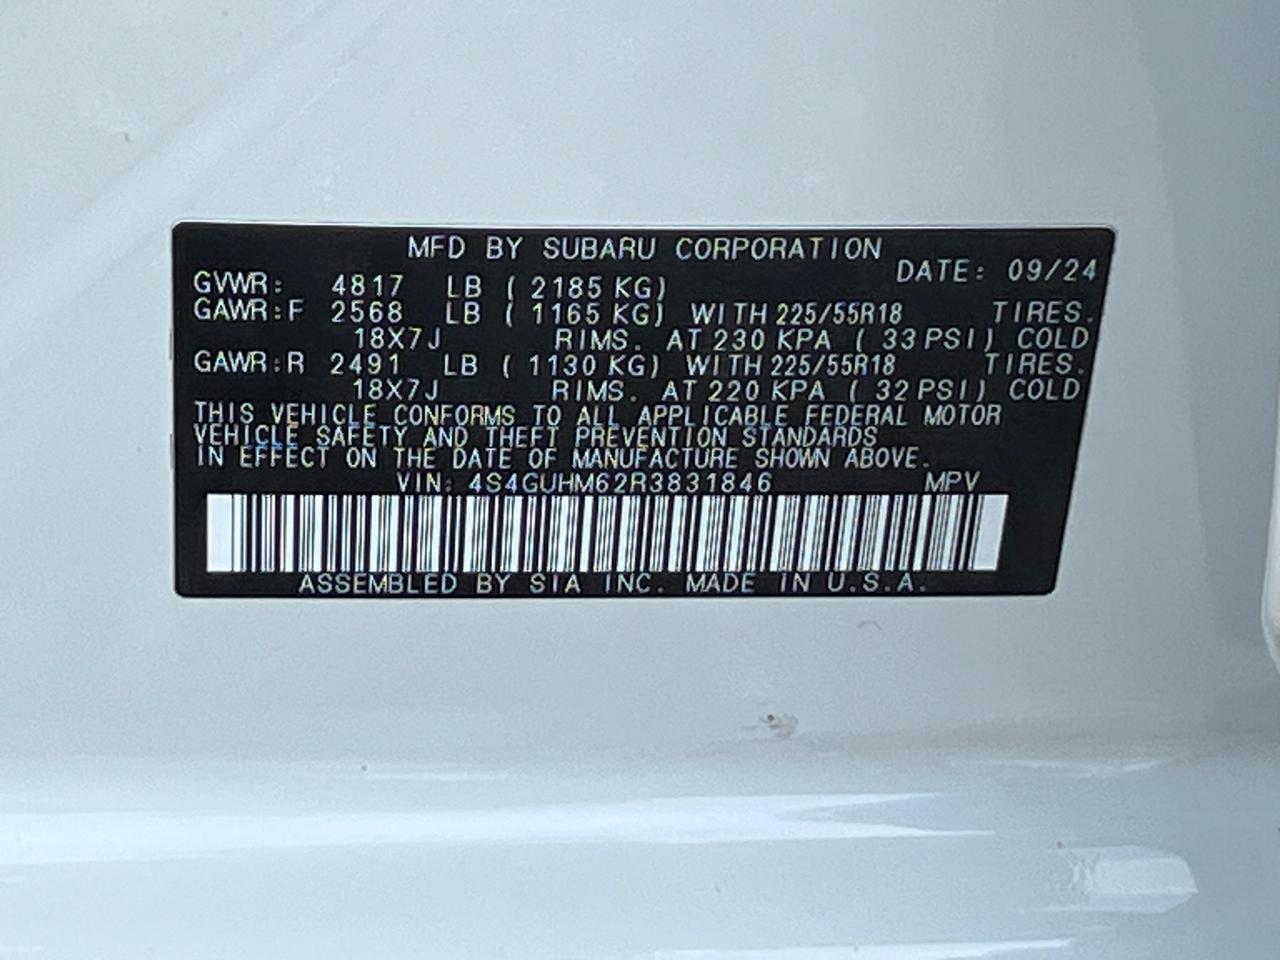 MFD BY SUBARU CORPORATION
DATE: 09/24
GVWR: 4817 LB ( 2185 KG)
GAWR:F 2568 LB ( 1165 KG) WITH 225/55R18 TIRES.
18X7J RIMS. AT 230 KPA ( 33 PSI) COLD
GAWR:R 2491 LB ( 1130 KG) WITH 225/55R18 TIRES.
18X7J RIMS. AT 220 KPA ( 32 PSI) COLD
THIS VEHICLE CONFORMS TO ALL APPLICABLE FEDERAL MOTOR
VEHICLE SAFETY AND THEFT PREVENTION STANDARDS
IN EFFECT ON THE DATE OF MANUFACTURE SHOWN ABOVE.
VIN: 4S4GUHM62R3831846 MPV
ASSEMBLED BY SIA INC. MADE IN U.S.A.